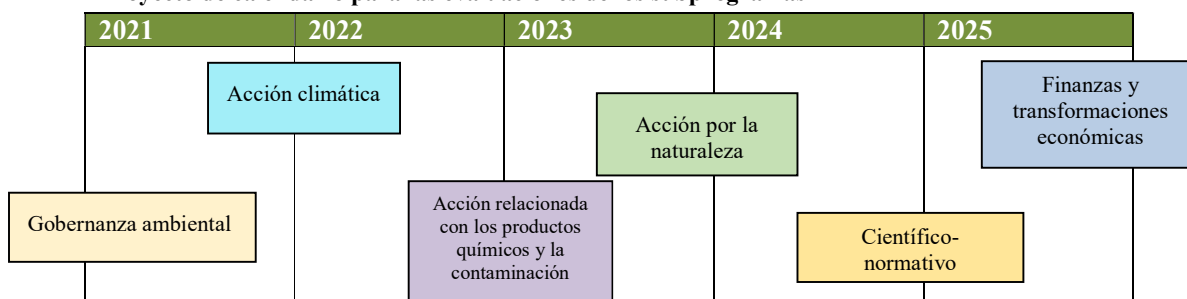 2021 2022 2023 2024 2025
Acción climática
Finanzas y
transformaciones
económicas
Acción por la
naturaleza
Gobernanza ambiental
Acción relacionada
con los productos
químicos y la
contaminación
Científico-
normativo